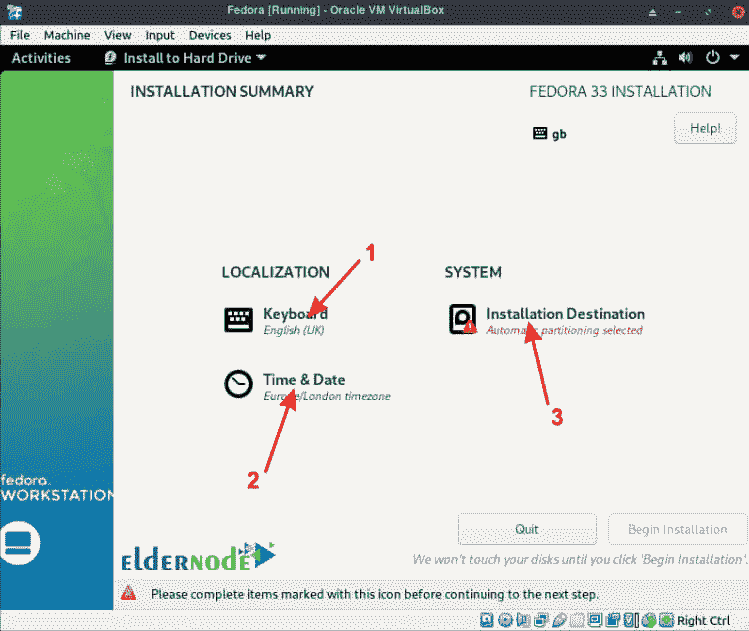 Fedora [Running] - Oracle VM VirtualBox
File Machine View Input Devices Help
Activities Install to Hard Drive
INSTALLATION SUMMARY
FEDORA 33 INSTALLATION
gb
Help!
1
LOCALIZATION
SYSTEM
Keyboard
English (UK)
Installation Destination
Automatic partitioning selected
Time & Date
Europe/London timezone
3
2
fedora.
WORKSTATION
Quit
Begin Installation
ELDERNODE
We won't touch your disks until you click 'Begin Installation'.
Please complete items marked with this icon before continuing to the next step.
Right Ctrl